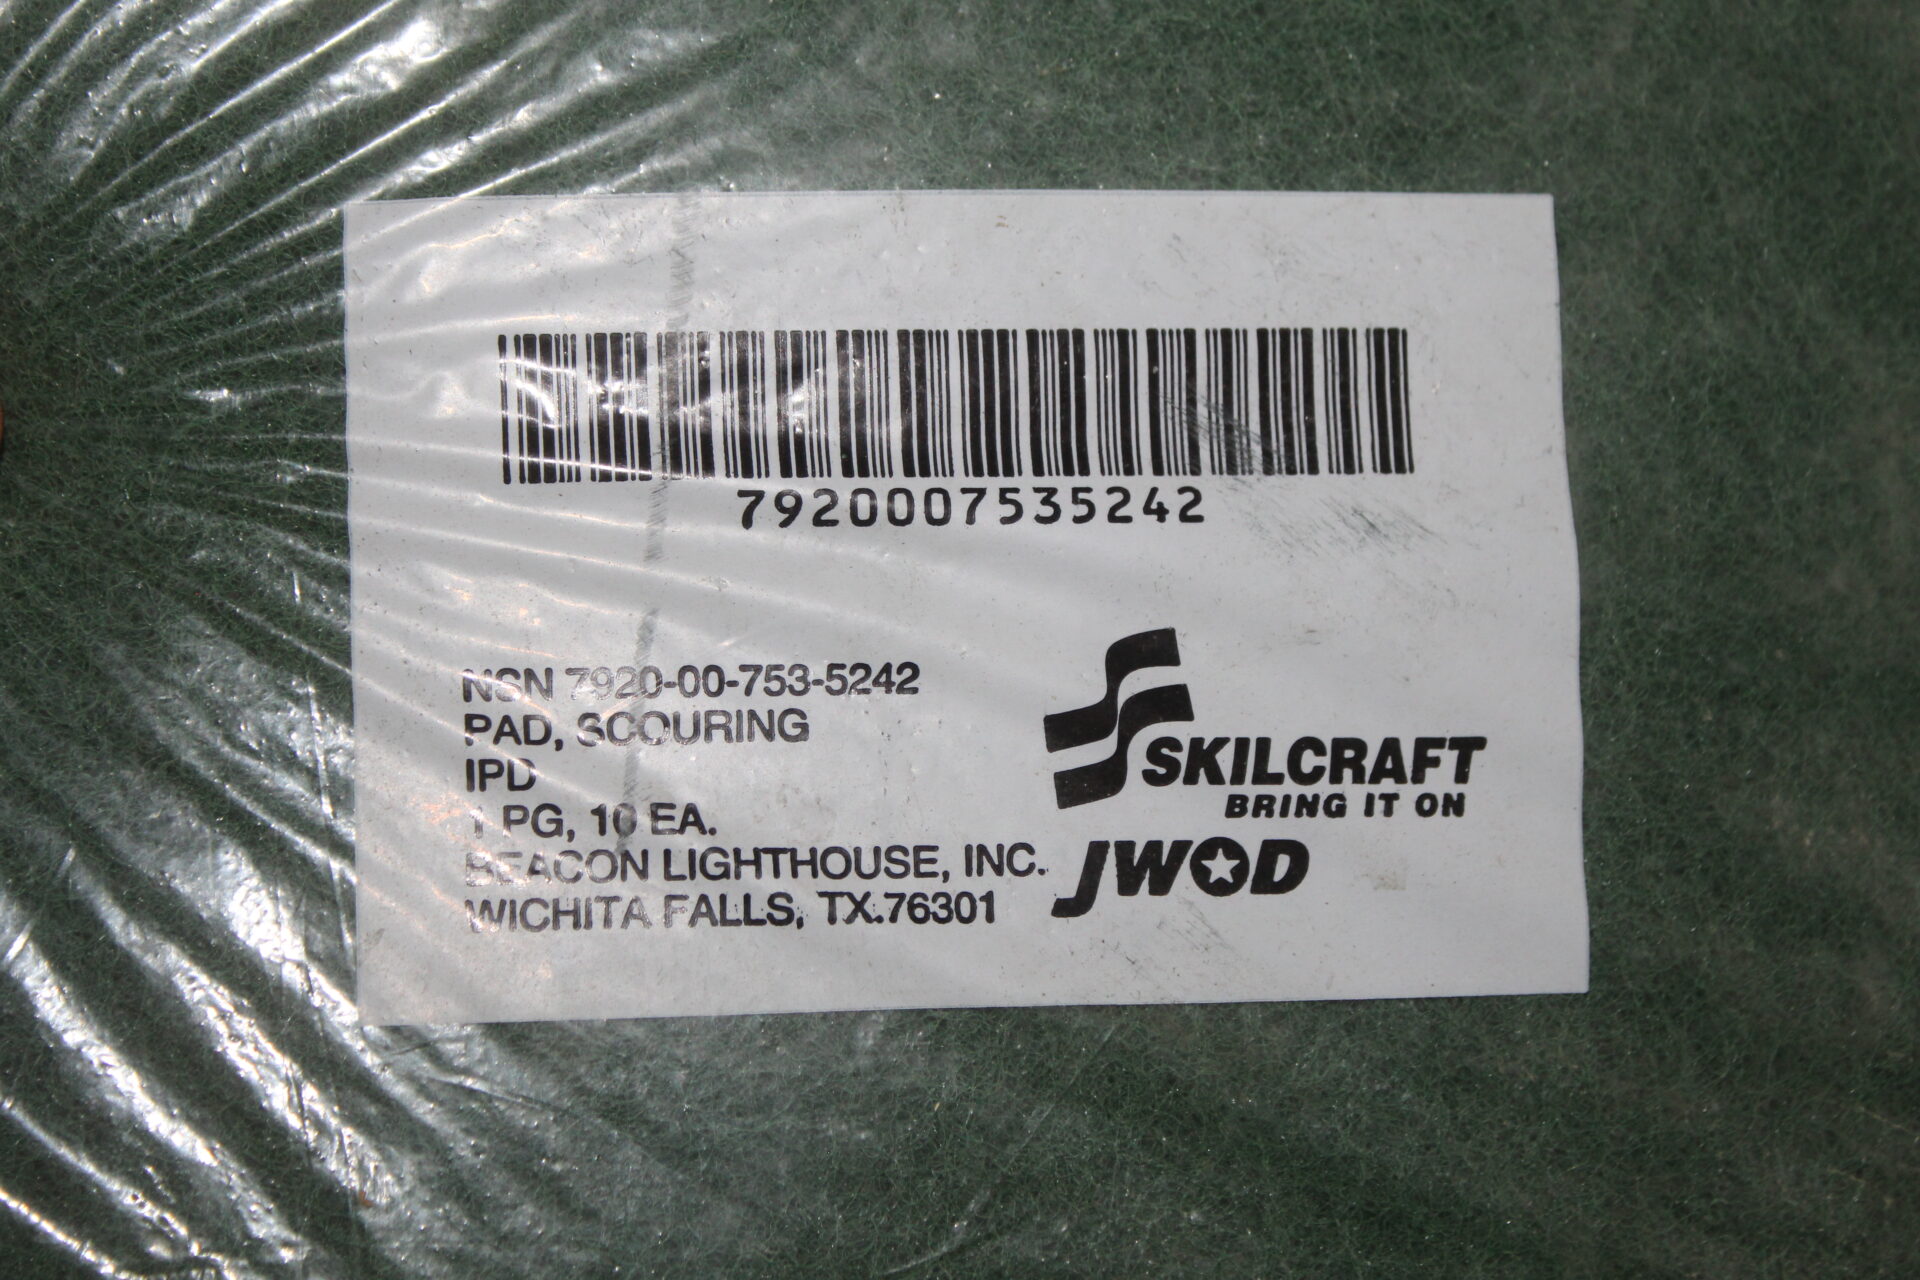 7920007535242
NSN 7920-00-753-5242
PAD, SCOURING
IPD
1 PG, 10 EA.
BEACON LIGHTHOUSE, INC.
WICHITA FALLS, TX.76301
SKILCRAFT
BRING IT ON
JWOD